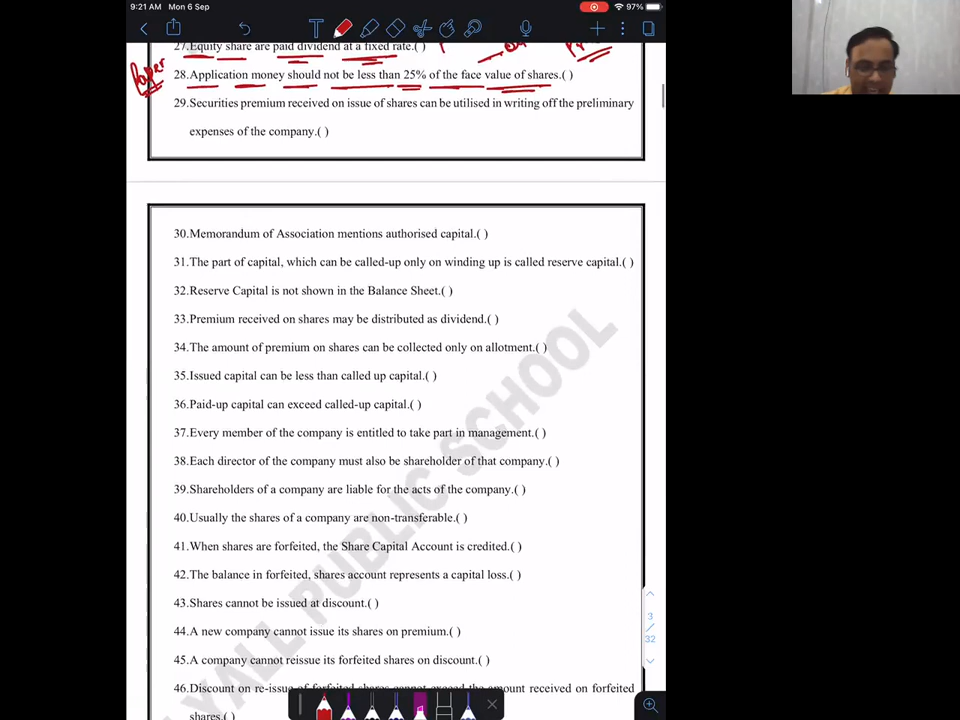 9:21 AM Mon 6 Sep 97%
27.Equity share are paid dividend at a fixed rate.( )
Paper
28.Application money should not be less than 25% of the face value of shares.( )
29.Securities premium received on issue of shares can be utilised in writing off the preliminary
expenses of the company.( )
30.Memorandum of Association mentions authorised capital.( )
31.The part of capital, which can be called-up only on winding up is called reserve capital.( )
32.Reserve Capital is not shown in the Balance Sheet.( )
33.Premium received on shares may be distributed as dividend.( )
34.The amount of premium on shares can be collected only on allotment.( )
35.Issued capital can be less than called up capital.( )
36.Paid-up capital can exceed called-up capital.( )
37.Every member of the company is entitled to take part in management.( )
38.Each director of the company must also be shareholder of that company.( )
39.Shareholders of a company are liable for the acts of the company.( )
40.Usually the shares of a company are non-transferable.( )
41.When shares are forfeited, the Share Capital Account is credited.( )
42.The balance in forfeited, shares account represents a capital loss.( )
43.Shares cannot be issued at discount.( )
44.A new company cannot issue its shares on premium.( )
45.A company cannot reissue its forfeited shares on discount.( )
46.Discount on re-issue of forfeited shares cannot exceed the amount received on forfeited
shares.( )
LYALL PUBLIC SCHOOL
3
/
32